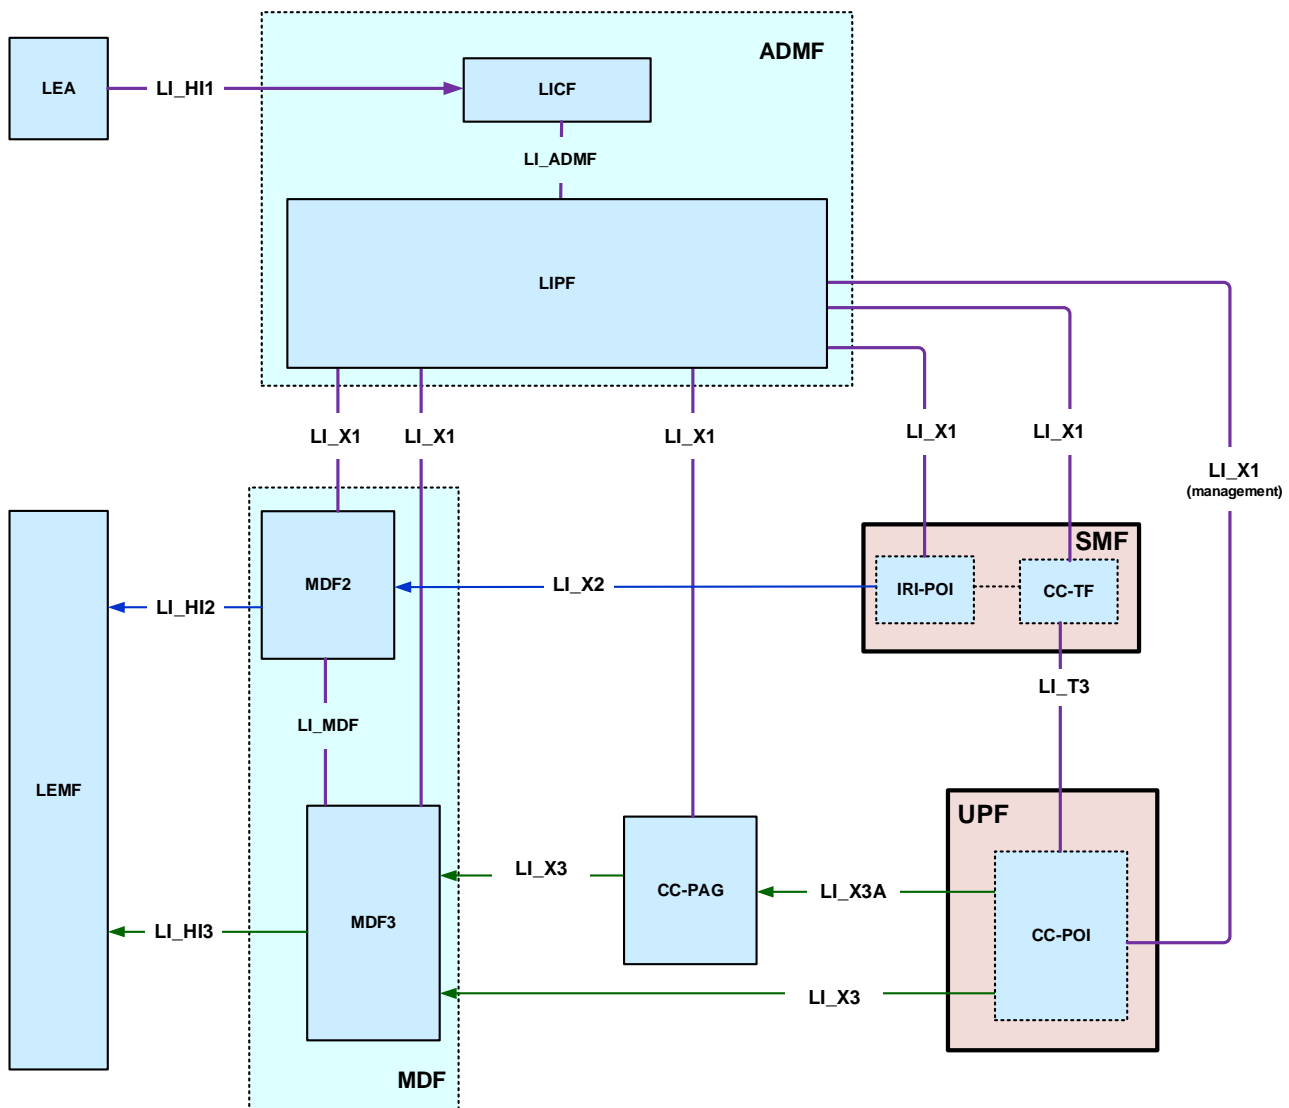 ADMF
LEA
LI_HI1
LICF
LI_ADMF
LIPF
LI_X1
LI_X1
LI_X1
LI_X1
LI_X1
LI_X1
(management)
SMF
MDF2
LI_X2
IRI-POI
CC-TF
LI_HI2
LI_T3
LI_MDF
LEMF
UPF
LI_X3
CC-PAG
LI_X3A
MDF3
LI_HI3
CC-POI
LI_X3
MDF